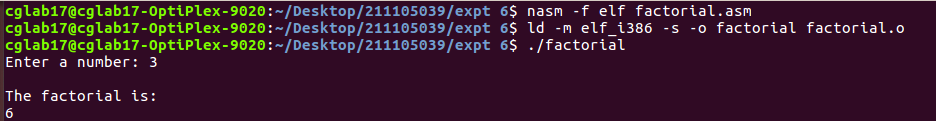 cglab17@cglab17-OptiPlex-9020:~/Desktop/211105039/expt 6$ nasm -f elf factorial.asm
cglab17@cglab17-OptiPlex-9020:~/Desktop/211105039/expt 6$ ld -m elf_i386 -s -o factorial factorial.o
cglab17@cglab17-OptiPlex-9020:~/Desktop/211105039/expt 6$ ./factorial
Enter a number: 3
The factorial is:
6